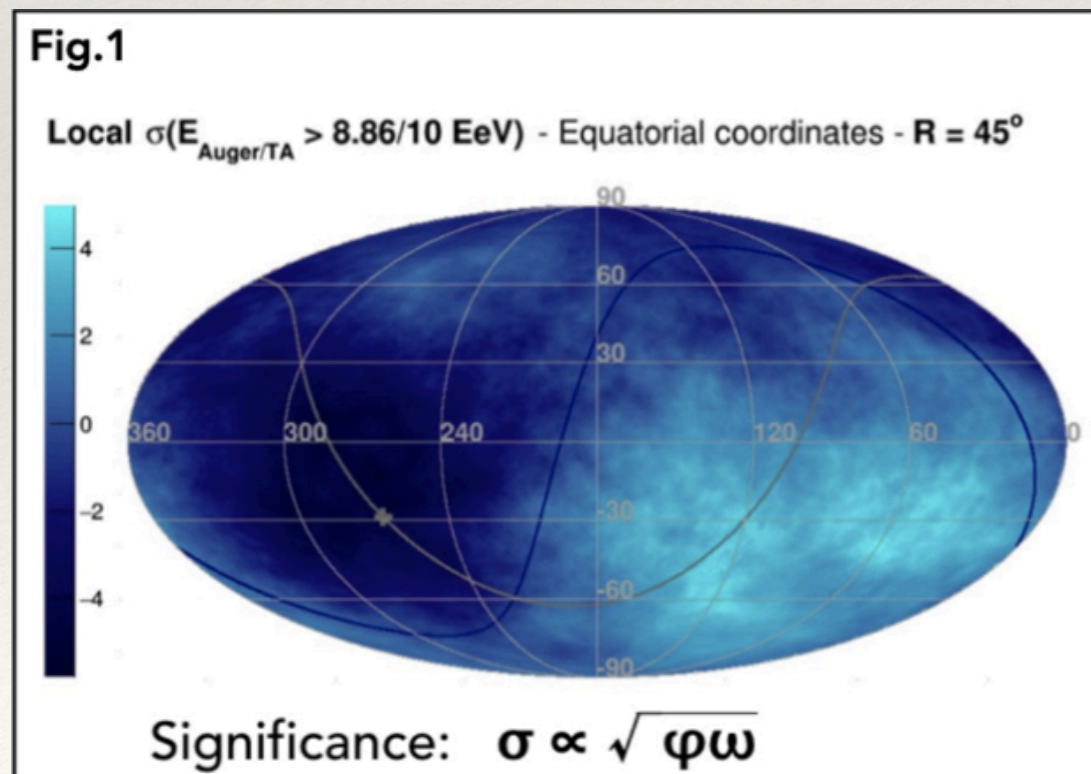 Fig.1
Local σ(E_Auger/TA > 8.86/10 EeV) - Equatorial coordinates - R = 45°
90
4
60
2
30
0
360 300 240 120 60 0
-2
-30
-4
-60
-90
Significance: σ ∝ √φω